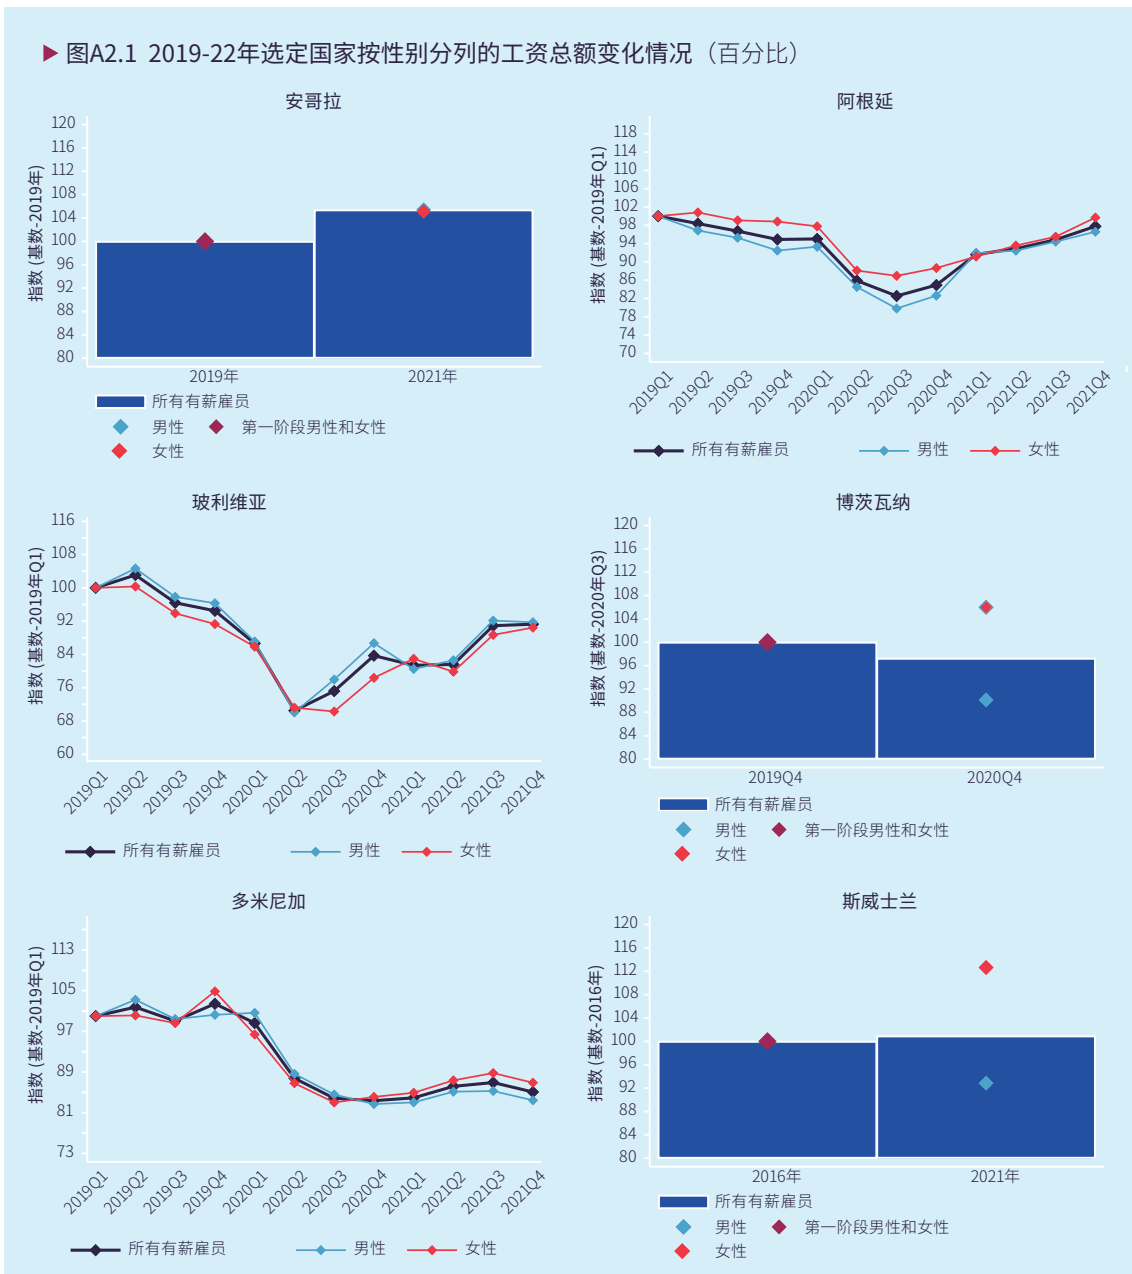 ▶ 图A2.1 2019-22年选定国家按性别分列的工资总额变化情况（百分比）
安哥拉
指数 (基数-2019年)
120
116
112
108
104
100
96
92
88
84
80
2019年 2021年
所有有薪雇员
男性 第一阶段男性和女性
女性
阿根延
指数 (基数-2019年Q1)
118
114
110
106
102
98
94
90
86
82
78
74
70
2019Q1 2019Q2 2019Q3 2019Q4 2020Q1 2020Q2 2020Q3 2020Q4 2021Q1 2021Q2 2021Q3 2021Q4
所有有薪雇员 男性 女性
玻利维亚
指数 (基数-2019年Q1)
116
108
100
92
84
76
68
60
2019Q1 2019Q2 2019Q3 2019Q4 2020Q1 2020Q2 2020Q3 2020Q4 2021Q1 2021Q2 2021Q3 2021Q4
所有有薪雇员 男性 女性
博茨瓦纳
指数 (基数-2020年Q3)
120
116
112
108
104
100
96
92
88
84
80
2019Q4 2020Q4
所有有薪雇员
男性 第一阶段男性和女性
女性
多米尼加
指数 (基数-2019年Q1)
113
105
97
89
81
73
2019Q1 2019Q2 2019Q3 2019Q4 2020Q1 2020Q2 2020Q3 2020Q4 2021Q1 2021Q2 2021Q3 2021Q4
所有有薪雇员 男性 女性
斯威士兰
指数 (基数-2016年)
120
116
112
108
104
100
96
92
88
84
80
2016年 2021年
所有有薪雇员
男性 第一阶段男性和女性
女性